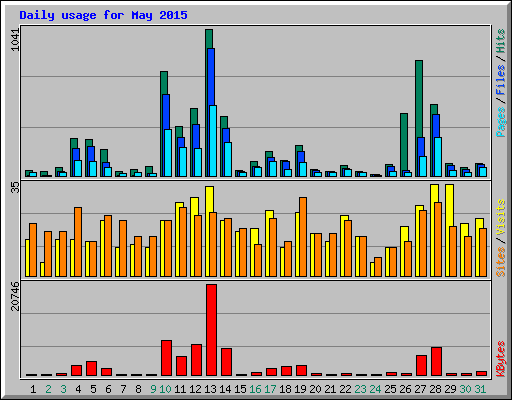 Daily usage for May 2015
1041
Pages / Files / Hits
35
Sites / Visits
20746
KBytes
1 2 3 4 5 6 7 8 9 10 11 12 13 14 15 16 17 18 19 20 21 22 23 24 25 26 27 28 29 30 31